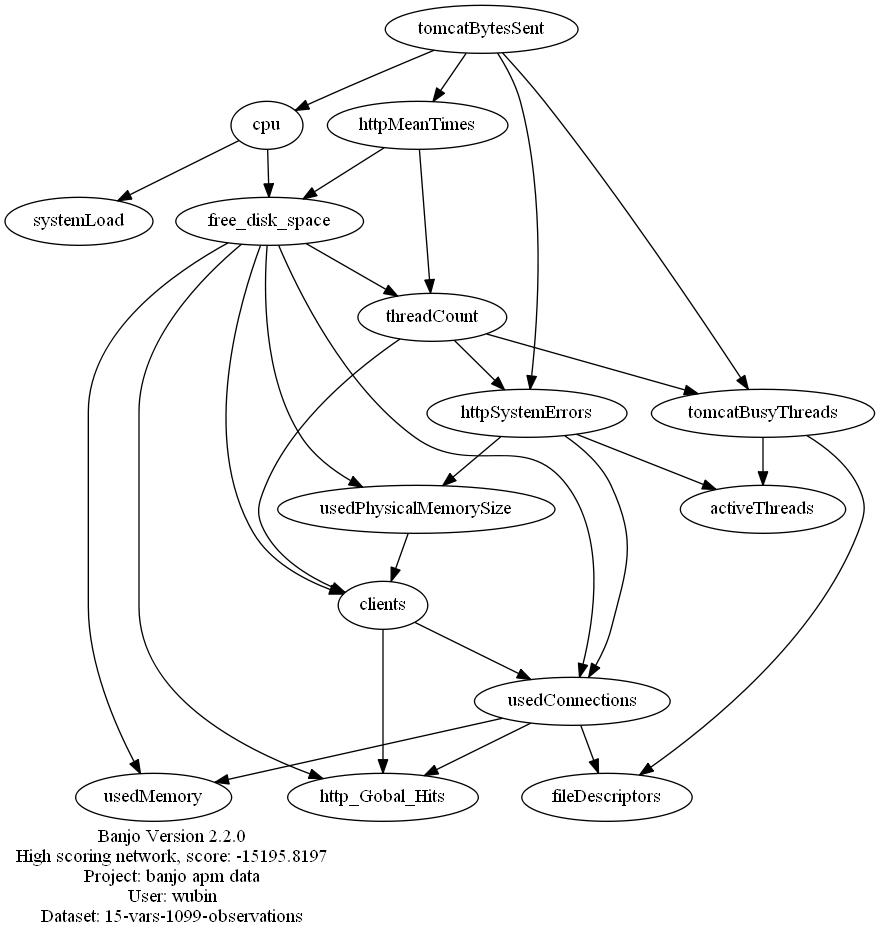 tomcatBytesSent
cpu
httpMeanTimes
systemLoad
free_disk_space
threadCount
httpSystemErrors
tomcatBusyThreads
usedPhysicalMemorySize
activeThreads
clients
usedConnections
usedMemory
http_Gobal_Hits
fileDescriptors
Banjo Version 2.2.0
High scoring network, score: -15195.8197
Project: banjo apm data
User: wubin
Dataset: 15-vars-1099-observations